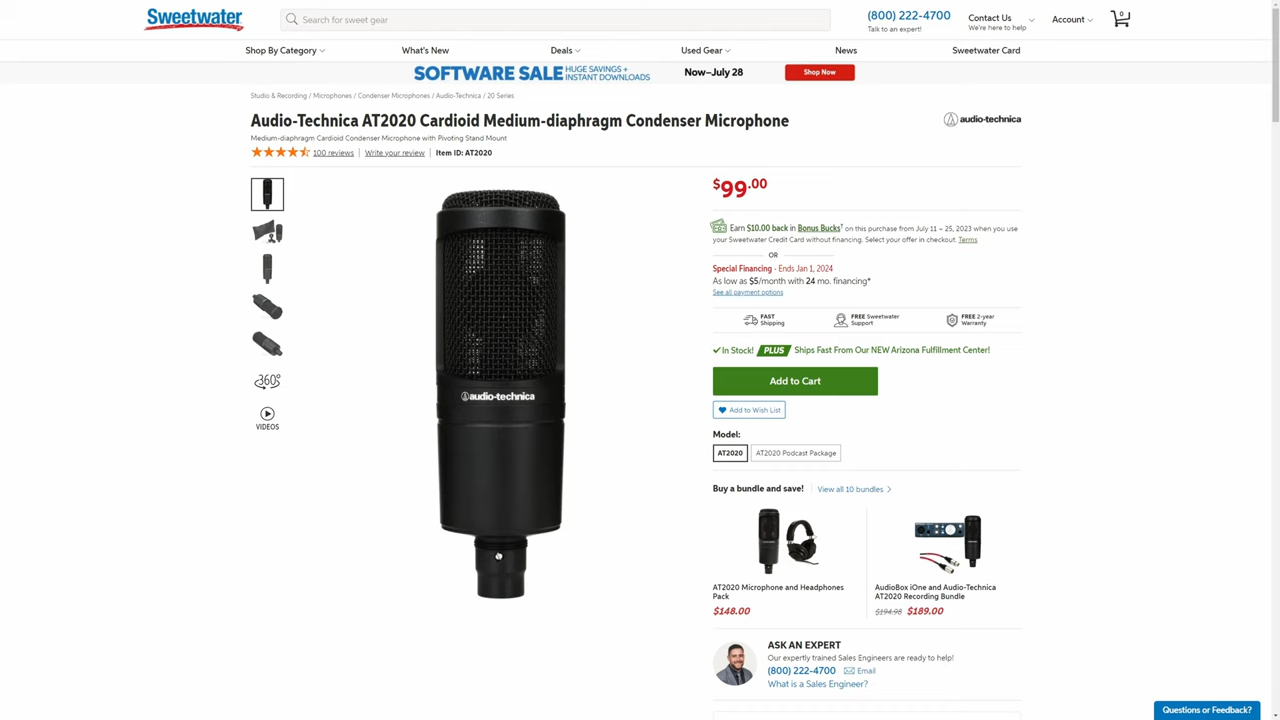 Sweetwater
Search for sweet gear
(800) 222-4700
Talk to an expert!
Contact Us
We're here to help
Account
0
Shop By Category
What's New
Deals
Used Gear
News
Sweetwater Card
SOFTWARE SALE HUGE SAVINGS + INSTANT DOWNLOADS Now–July 28 Shop Now
Studio & Recording / Microphones / Condenser Microphones / Audio-Technica / 20 Series
Audio-Technica AT2020 Cardioid Medium-diaphragm Condenser Microphone
audio-technica
Medium-diaphragm Cardioid Condenser Microphone with Pivoting Stand Mount
100 reviews | Write your review | Item ID: AT2020
360°
VIDEOS
audio-technica
$99.00
Earn $10.00 back in Bonus Bucks† on this purchase from July 11 – 25, 2023 when you use
your Sweetwater Credit Card without financing. Select your offer in checkout. Terms
OR
Special Financing - Ends Jan 1, 2024
As low as $5/month with 24 mo. financing*
See all payment options
FAST
Shipping
FREE Sweetwater
Support
FREE 2-year
Warranty
In Stock! PLUS Ships Fast From Our NEW Arizona Fulfillment Center!
Add to Cart
Add to Wish List
Model:
AT2020
AT2020 Podcast Package
Buy a bundle and save! | View all 10 bundles
AT2020 Microphone and Headphones
Pack
$148.00
AudioBox iOne and Audio-Technica
AT2020 Recording Bundle
$194.98 $189.00
ASK AN EXPERT
Our expertly trained Sales Engineers are ready to help!
(800) 222-4700 Email
What is a Sales Engineer?
Questions or Feedback?